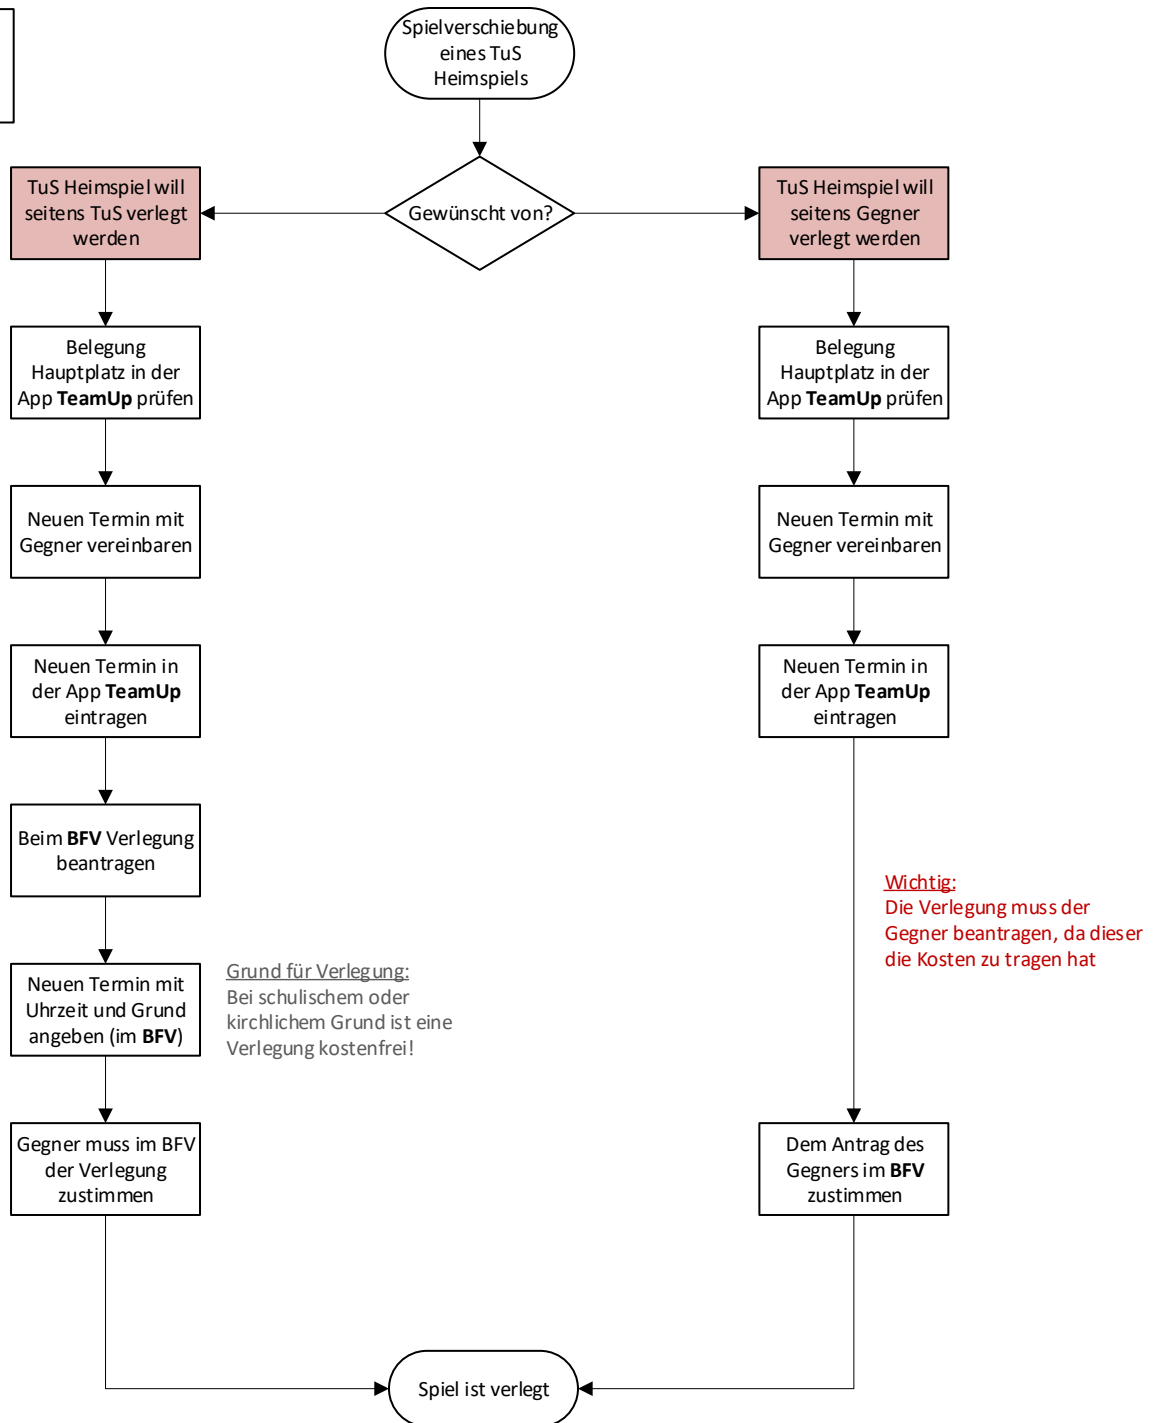 Spielverschiebung
eines TuS
Heimspiels
Gewünscht von?
TuS Heimspiel will
seitens TuS verlegt
werden
Belegung
Hauptplatz in der
App TeamUp prüfen
Neuen Termin mit
Gegner vereinbaren
Neuen Termin in
der App TeamUp
eintragen
Beim BFV Verlegung
beantragen
Neuen Termin mit
Uhrzeit und Grund
angeben (im BFV)
Grund für Verlegung:
Bei schulischem oder
kirchlichem Grund ist eine
Verlegung kostenfrei!
Gegner muss im BFV
der Verlegung
zustimmen
TuS Heimspiel will
seitens Gegner
verlegt werden
Belegung
Hauptplatz in der
App TeamUp prüfen
Neuen Termin mit
Gegner vereinbaren
Neuen Termin in
der App TeamUp
eintragen
Wichtig:
Die Verlegung muss der
Gegner beantragen, da dieser
die Kosten zu tragen hat
Dem Antrag des
Gegners im BFV
zustimmen
Spiel ist verlegt